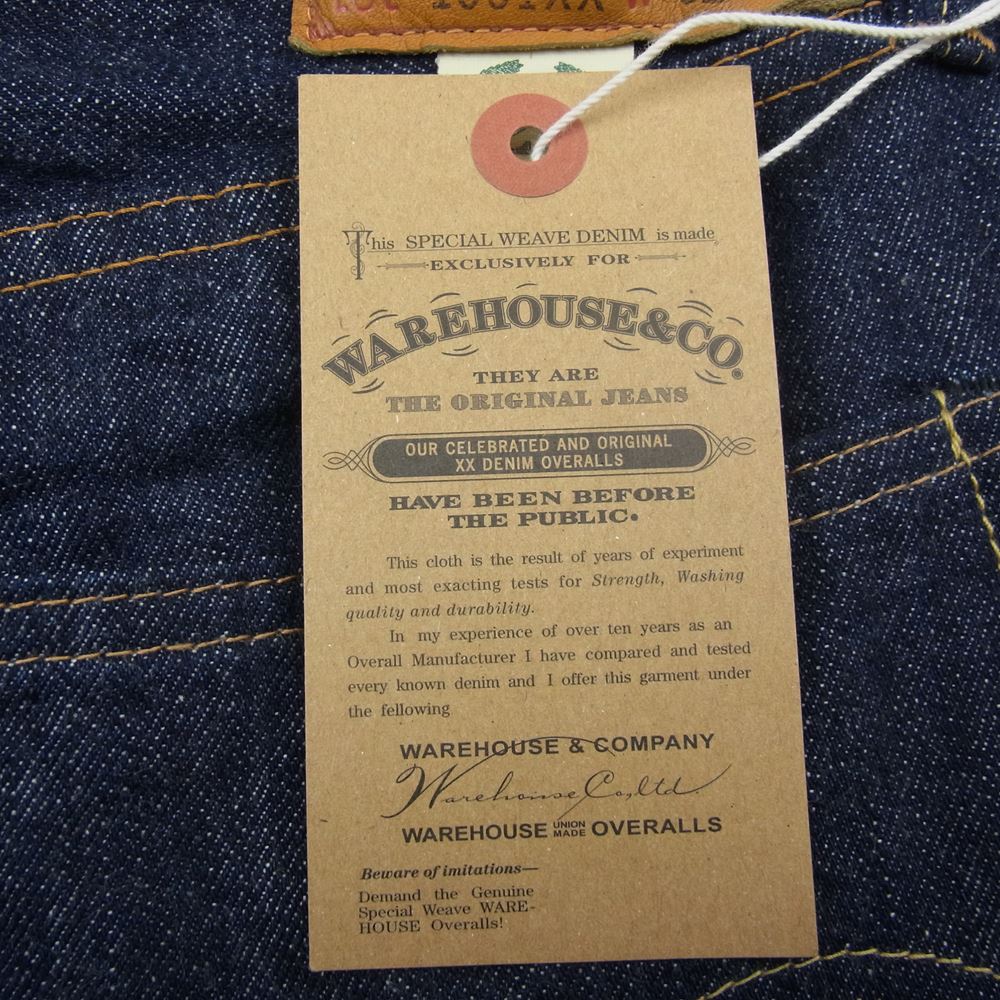 LOT 1001XX W
This SPECIAL WEAVE DENIM is made
EXCLUSIVELY FOR
WAREHOUSE&CO.
THEY ARE
THE ORIGINAL JEANS
OUR CELEBRATED AND ORIGINAL
XX DENIM OVERALLS
HAVE BEEN BEFORE
THE PUBLIC.
This cloth is the result of years of experiment
and most exacting tests for Strength, Washing
quality and durability.
In my experience of over ten years as an
Overall Manufacturer I have compared and tested
every known denim and I offer this garment under
the fellowing
WAREHOUSE & COMPANY
Warehouse Co,ltd
WAREHOUSE UNION MADE OVERALLS
Beware of imitations—
Demand the Genuine
Special Weave WARE-
HOUSE Overalls!